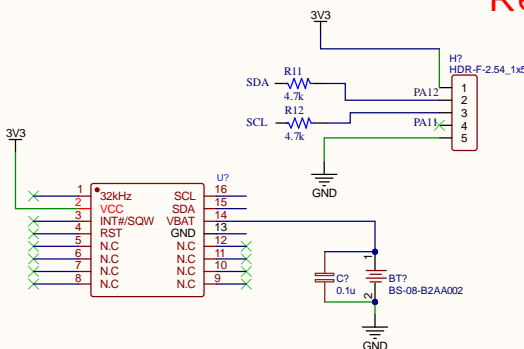 Re
3V3
H?
HDR-F-2.54_1x5
R11
SDA
4.7k
PA12
1
2
3
4
5
R12
SCL
4.7k
PA11
GND
3V3
U?
1 32kHz SCL 16
2 VCC SDA 15
3 INT#/SQW VBAT 14
4 RST GND 13
5 N.C N.C 12
6 N.C N.C 11
7 N.C N.C 10
8 N.C N.C 9
1
C?
0.1u
BT?
BS-08-B2AA002
2
GND